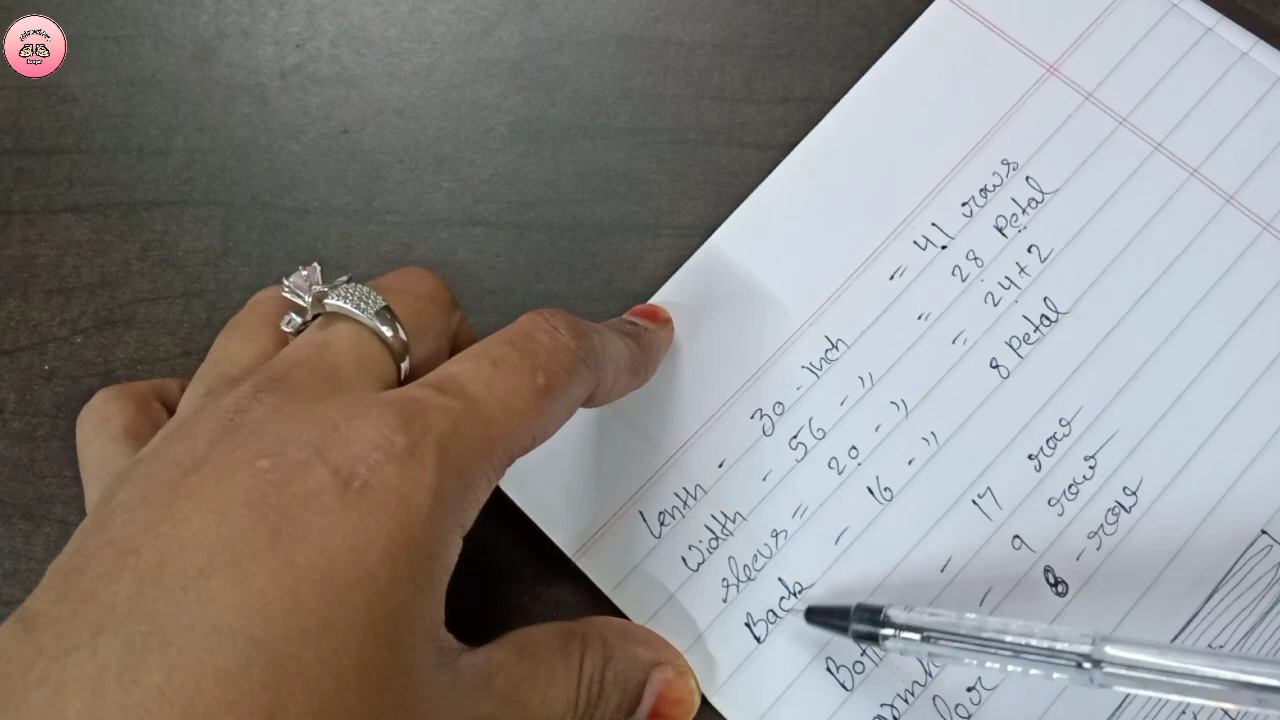 Lenth - 30 - Inch = 41 rows
Width - 56 - " = 28 Petal
sleevs = 20 - " = 24+2
Back - 16 - " 8 Petal
- 17 row
- 9 row
8 - row